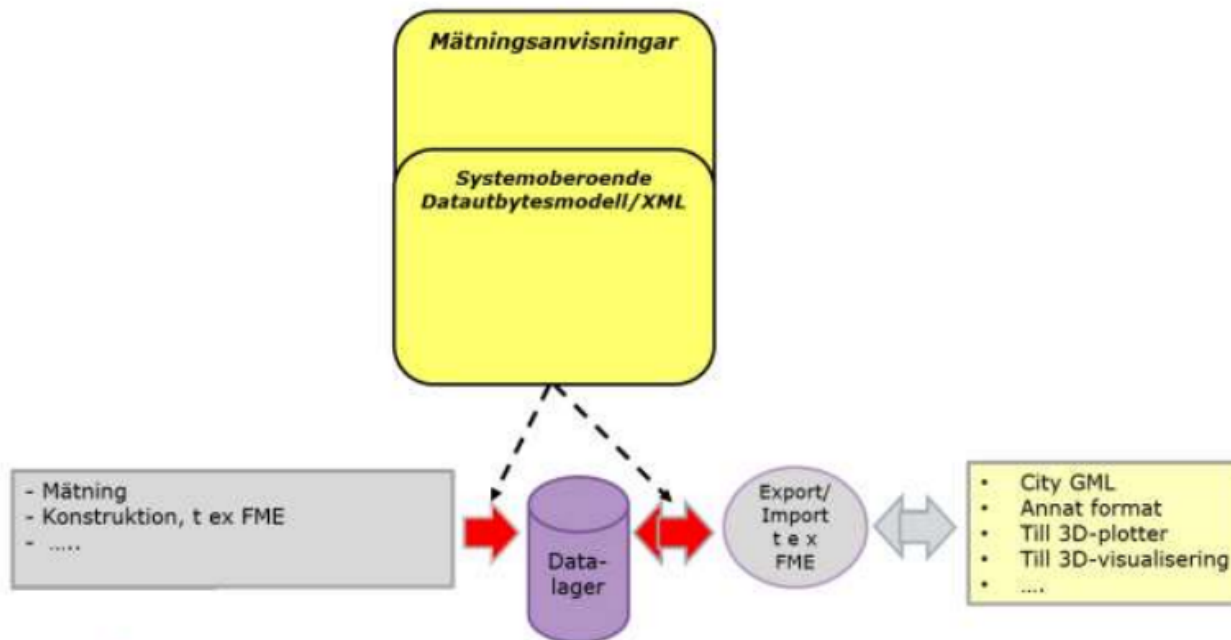 Mätningsanvisningar
Systemoberoende
Datautbytesmodell/XML
- Mätning
- Konstruktion, t ex FME
- …..
Data-
lager
Export/
Import
t e x
FME
• City GML
• Annat format
• Till 3D-plotter
• Till 3D-visualisering
• ….